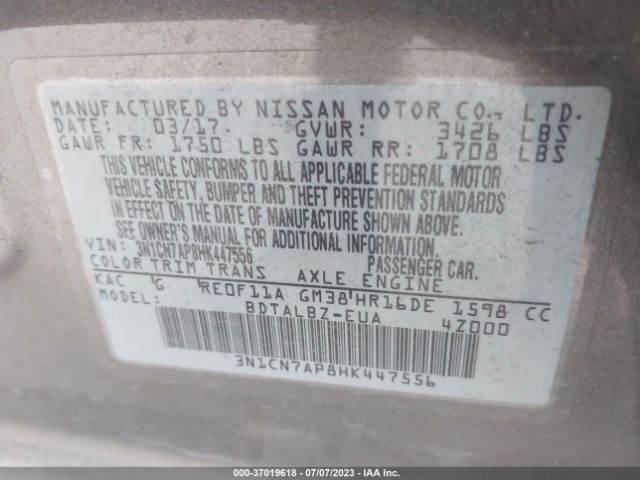 MANUFACTURED BY NISSAN MOTOR CO., LTD.
DATE: 03/17. GVWR: 3426 LBS
GAWR FR: 1750 LBS GAWR RR: 1708 LBS
THIS VEHICLE CONFORMS TO ALL APPLICABLE FEDERAL MOTOR
VEHICLE SAFETY, BUMPER AND THEFT PREVENTION STANDARDS
IN EFFECT ON THE DATE OF MANUFACTURE SHOWN ABOVE.
SEE OWNER'S MANUAL FOR ADDITIONAL INFORMATION.
VIN: 3N1CN7AP8HK447556 PASSENGER CAR.
COLOR TRIM TRANS AXLE ENGINE
KAC G RE0F11A GM38 HR16DE 1598 CC
MODEL: BDTALBZ-EUA 4Z000
3N1CN7AP8HK447556
000-37019618 - 07/07/2023 - IAA Inc.